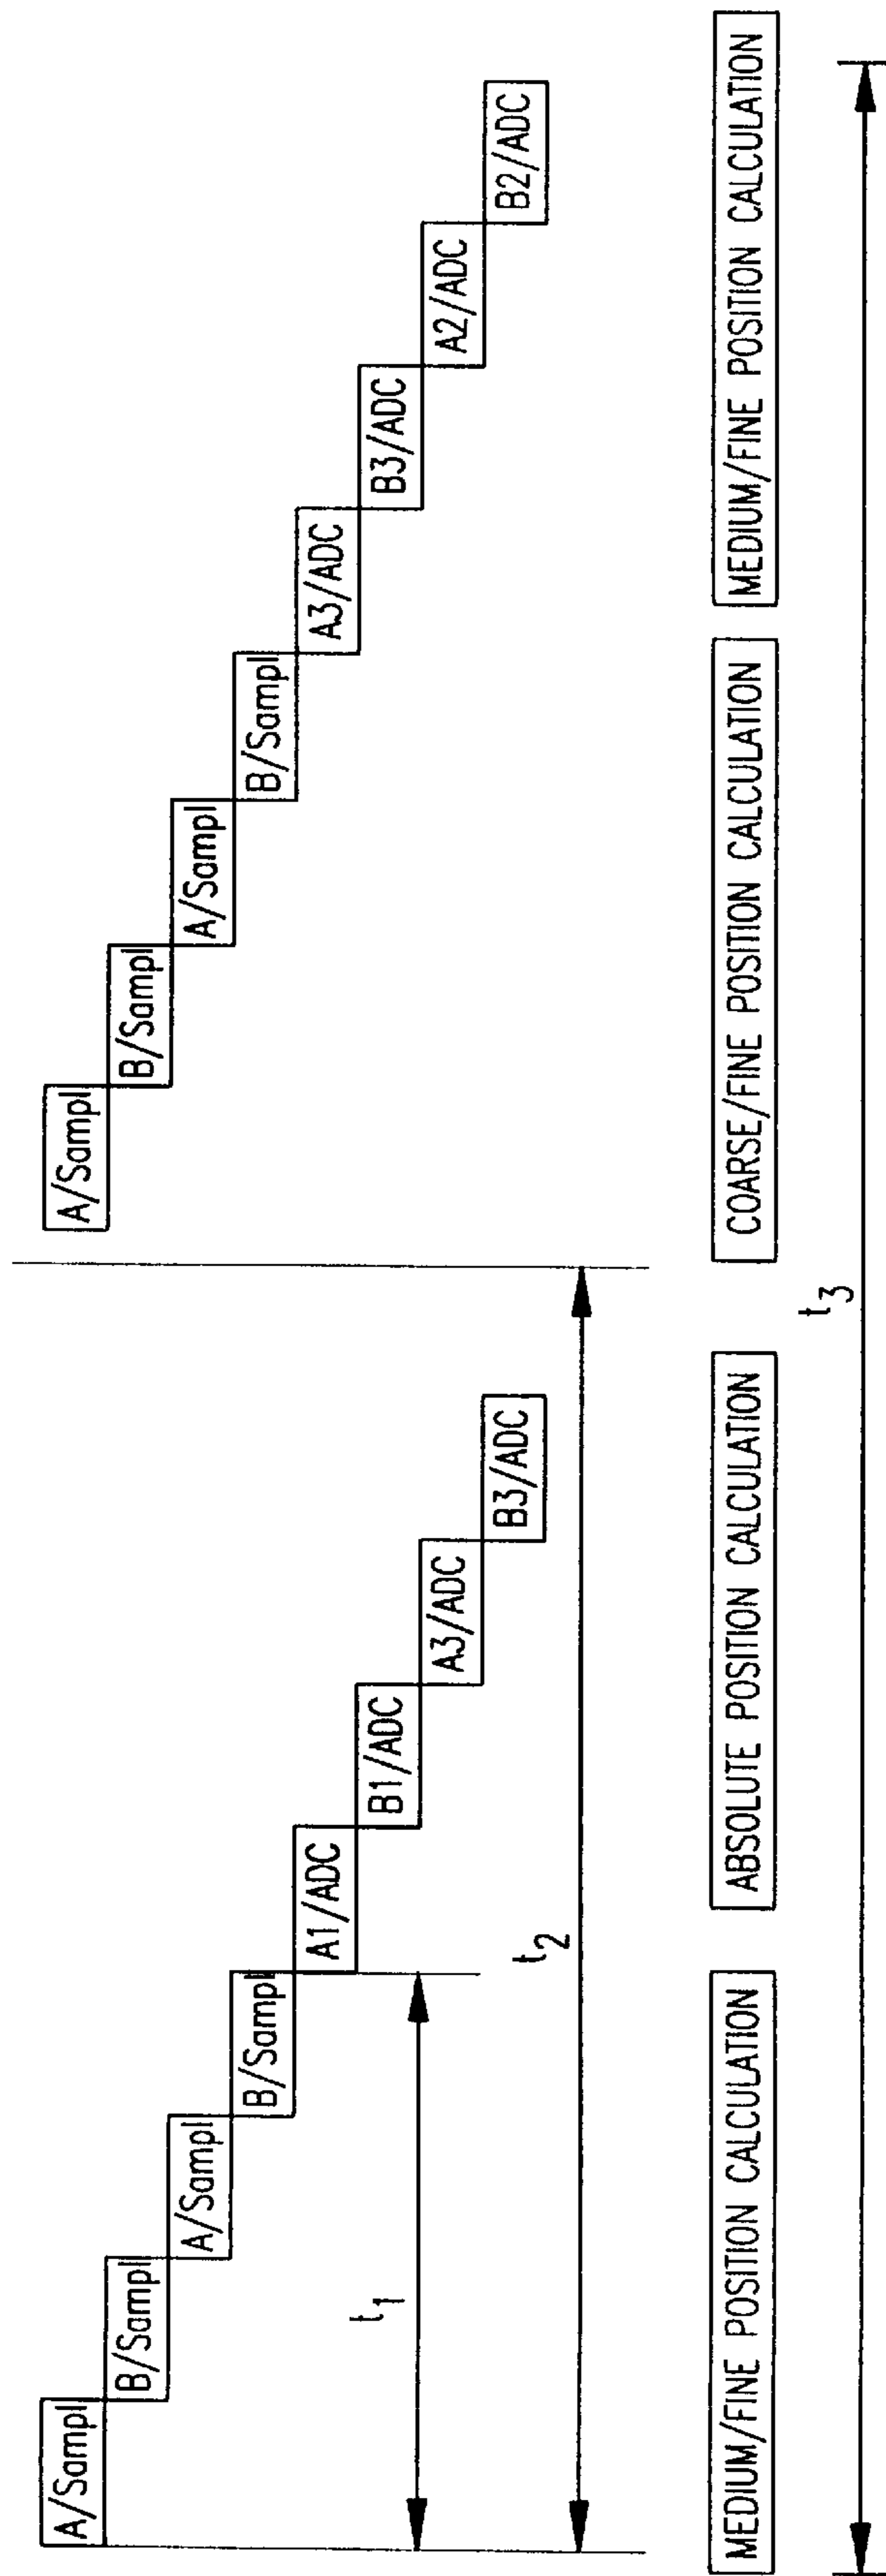 A/Sampl
B/Sampl
A/Sampl
B/Sampl
A1/ADC
B1/ADC
A3/ADC
B3/ADC
A/Sampl
B/Sampl
A/Sampl
B/Sampl
A3/ADC
B3/ADC
A2/ADC
B2/ADC
t1
t2
MEDIUM/FINE POSITION CALCULATION
ABSOLUTE POSITION CALCULATION
COARSE/FINE POSITION CALCULATION
MEDIUM/FINE POSITION CALCULATION
t3